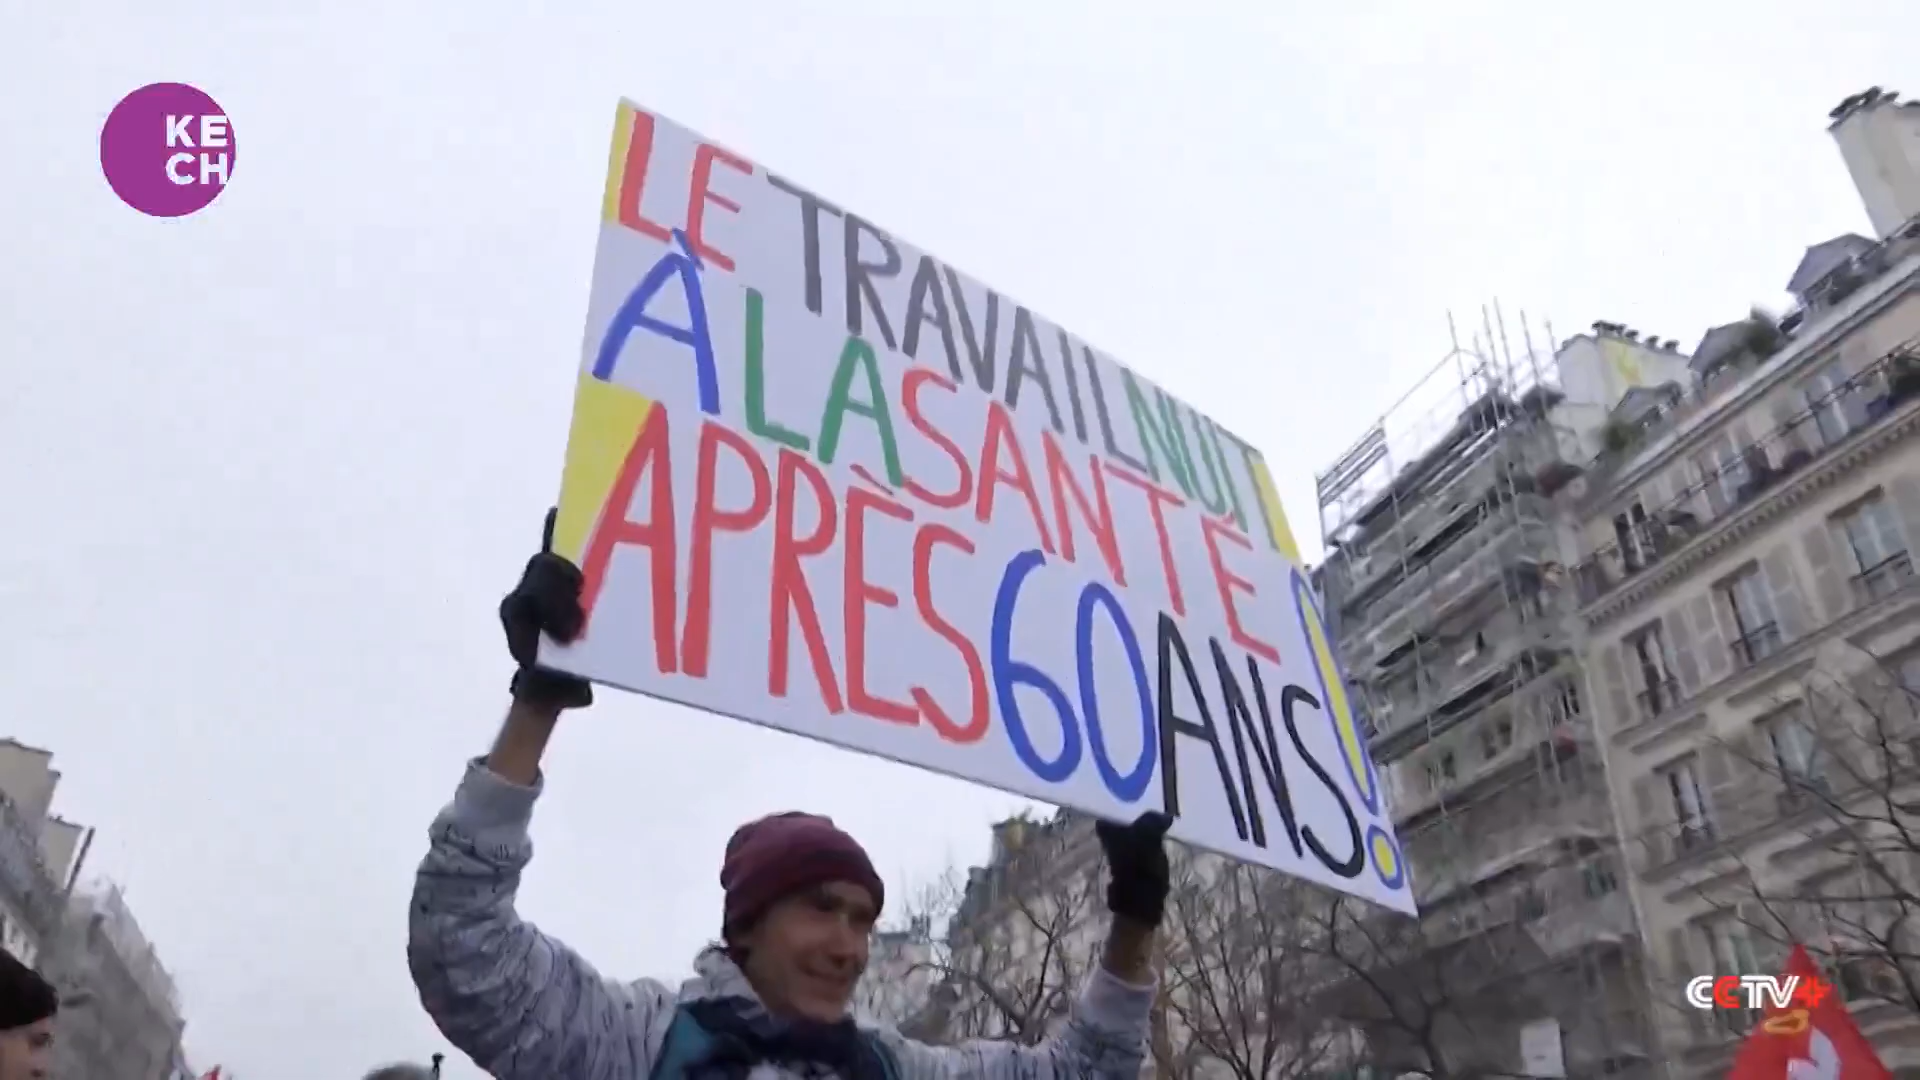 KE
CH
LE TRAVAIL NUIT
À LA SANTÉ
APRÈS 60 ANS !
CCTV+